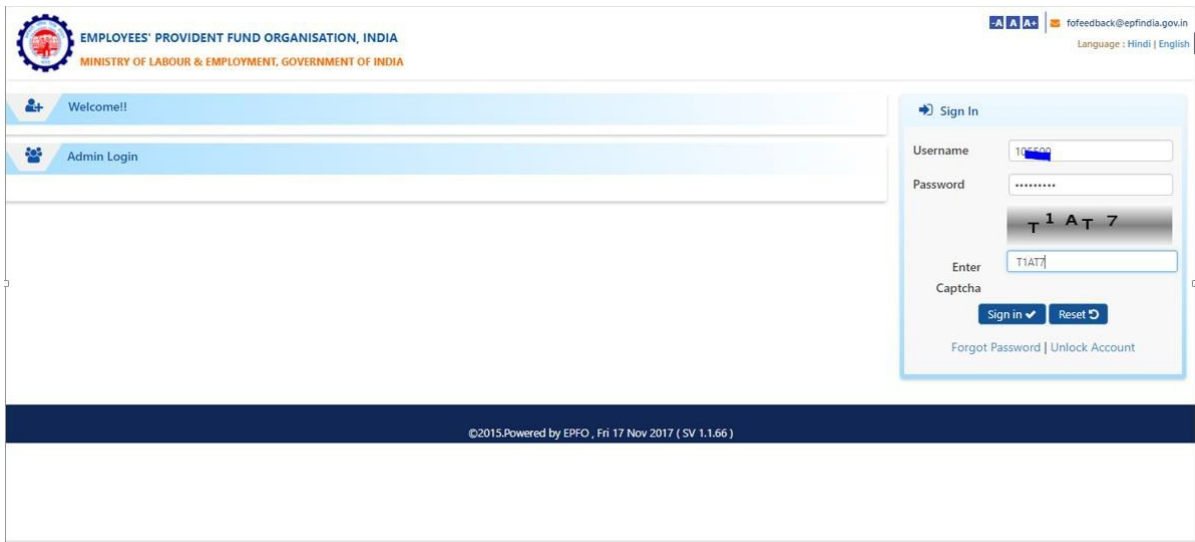 -A A A+ fofeedback@epfindia.gov.in
EMPLOYEES' PROVIDENT FUND ORGANISATION, INDIA
Language : Hindi | English
MINISTRY OF LABOUR & EMPLOYMENT, GOVERNMENT OF INDIA
Welcome!!
Admin Login
Sign In
Username
Password •••••••••
T1AT7
Enter Captcha T1AT7
Sign in Reset
Forgot Password | Unlock Account
©2015.Powered by EPFO , Fri 17 Nov 2017 ( SV 1.1.66 )